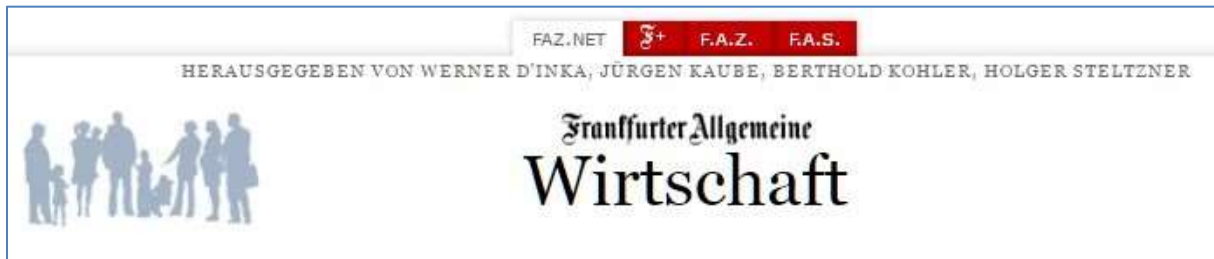 FAZ.NET F+ F.A.Z. F.A.S.
HERAUSGEGEBEN VON WERNER D'INKA, JÜRGEN KAUBE, BERTHOLD KOHLER, HOLGER STELTZNER
Frankfurter Allgemeine
Wirtschaft